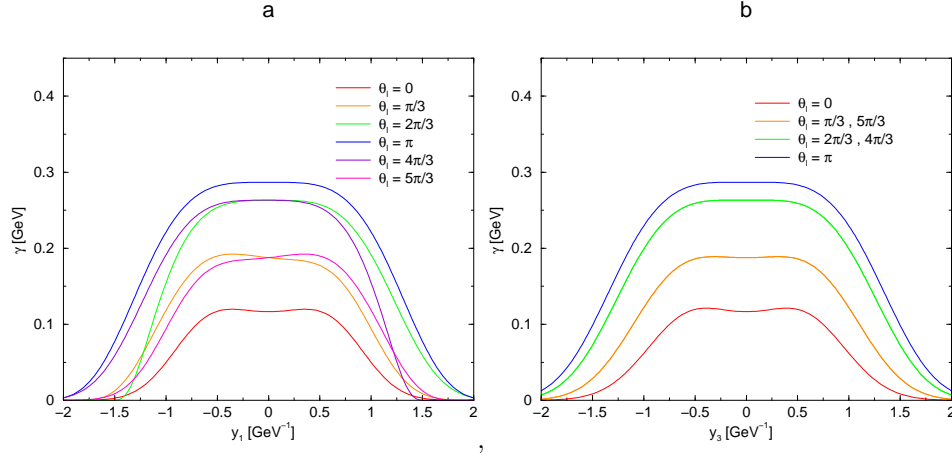 a
b
θₗ = 0
θₗ = π/3
θₗ = 2π/3
θₗ = π
θₗ = 4π/3
θₗ = 5π/3
γ [GeV]
0.4
0.3
0.2
0.1
0
−2 −1.5 −1 −0.5 0 0.5 1 1.5 2
y₁ [GeV⁻¹]
,
θₗ = 0
θₗ = π/3 , 5π/3
θₗ = 2π/3 , 4π/3
θₗ = π
γ [GeV]
0.4
0.3
0.2
0.1
0
−2 −1.5 −1 −0.5 0 0.5 1 1.5 2
y₃ [GeV⁻¹]